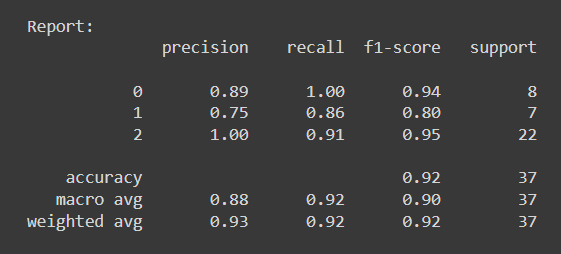 Report:
precision recall f1-score support
0 0.89 1.00 0.94 8
1 0.75 0.86 0.80 7
2 1.00 0.91 0.95 22
accuracy 0.92 37
macro avg 0.88 0.92 0.90 37
weighted avg 0.93 0.92 0.92 37